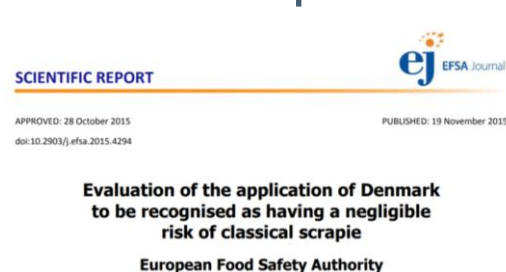 ej EFSA Journal
SCIENTIFIC REPORT
APPROVED: 28 October 2015
PUBLISHED: 19 November 2015
doi:10.2903/j.efsa.2015.4294
Evaluation of the application of Denmark
to be recognised as having a negligible
risk of classical scrapie
European Food Safety Authority